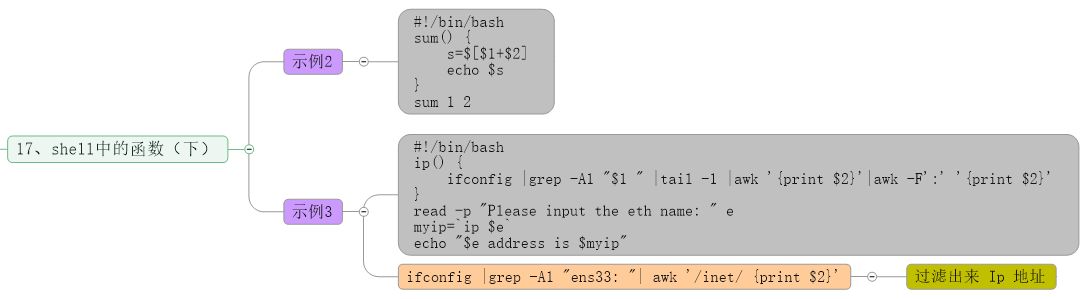 17、shell中的函数（下）
示例2
#!/bin/bash
sum() {
    s=$[$1+$2]
    echo $s
}
sum 1 2
示例3
#!/bin/bash
ip() {
    ifconfig |grep -A1 "$1 " |tail -1 |awk '{print $2}'|awk -F':' '{print $2}'
}
read -p "Please input the eth name: " e
myip=`ip $e`
echo "$e address is $myip"
ifconfig |grep -A1 "ens33: "| awk '/inet/ {print $2}'
过滤出来 Ip 地址